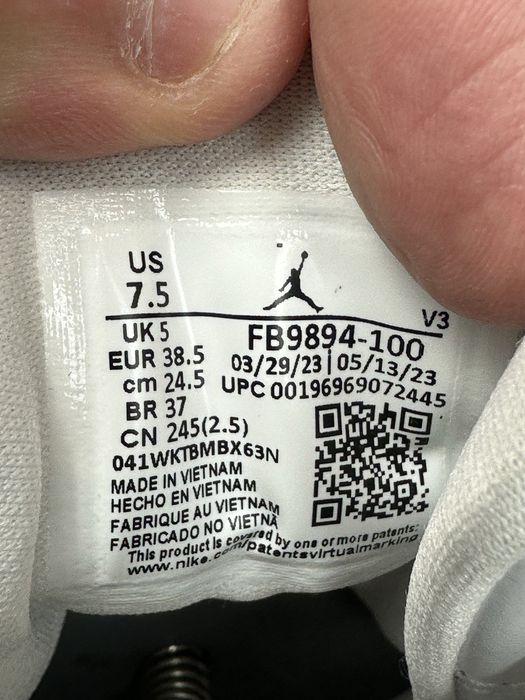 US
7.5
V3
UK 5
FB9894-100
EUR 38.5
03/29/23 | 05/13/23
cm 24.5
UPC 00196969072445
BR 37
CN 245(2.5)
041WKTBMBX63N
MADE IN VIETNAM
HECHO EN VIETNAM
FABRIQUE AU VIETNAM
FABRICADO NO VIETNÃ
This product is covered by one or more patents:
www.nike.com/patentsvirtualmarking